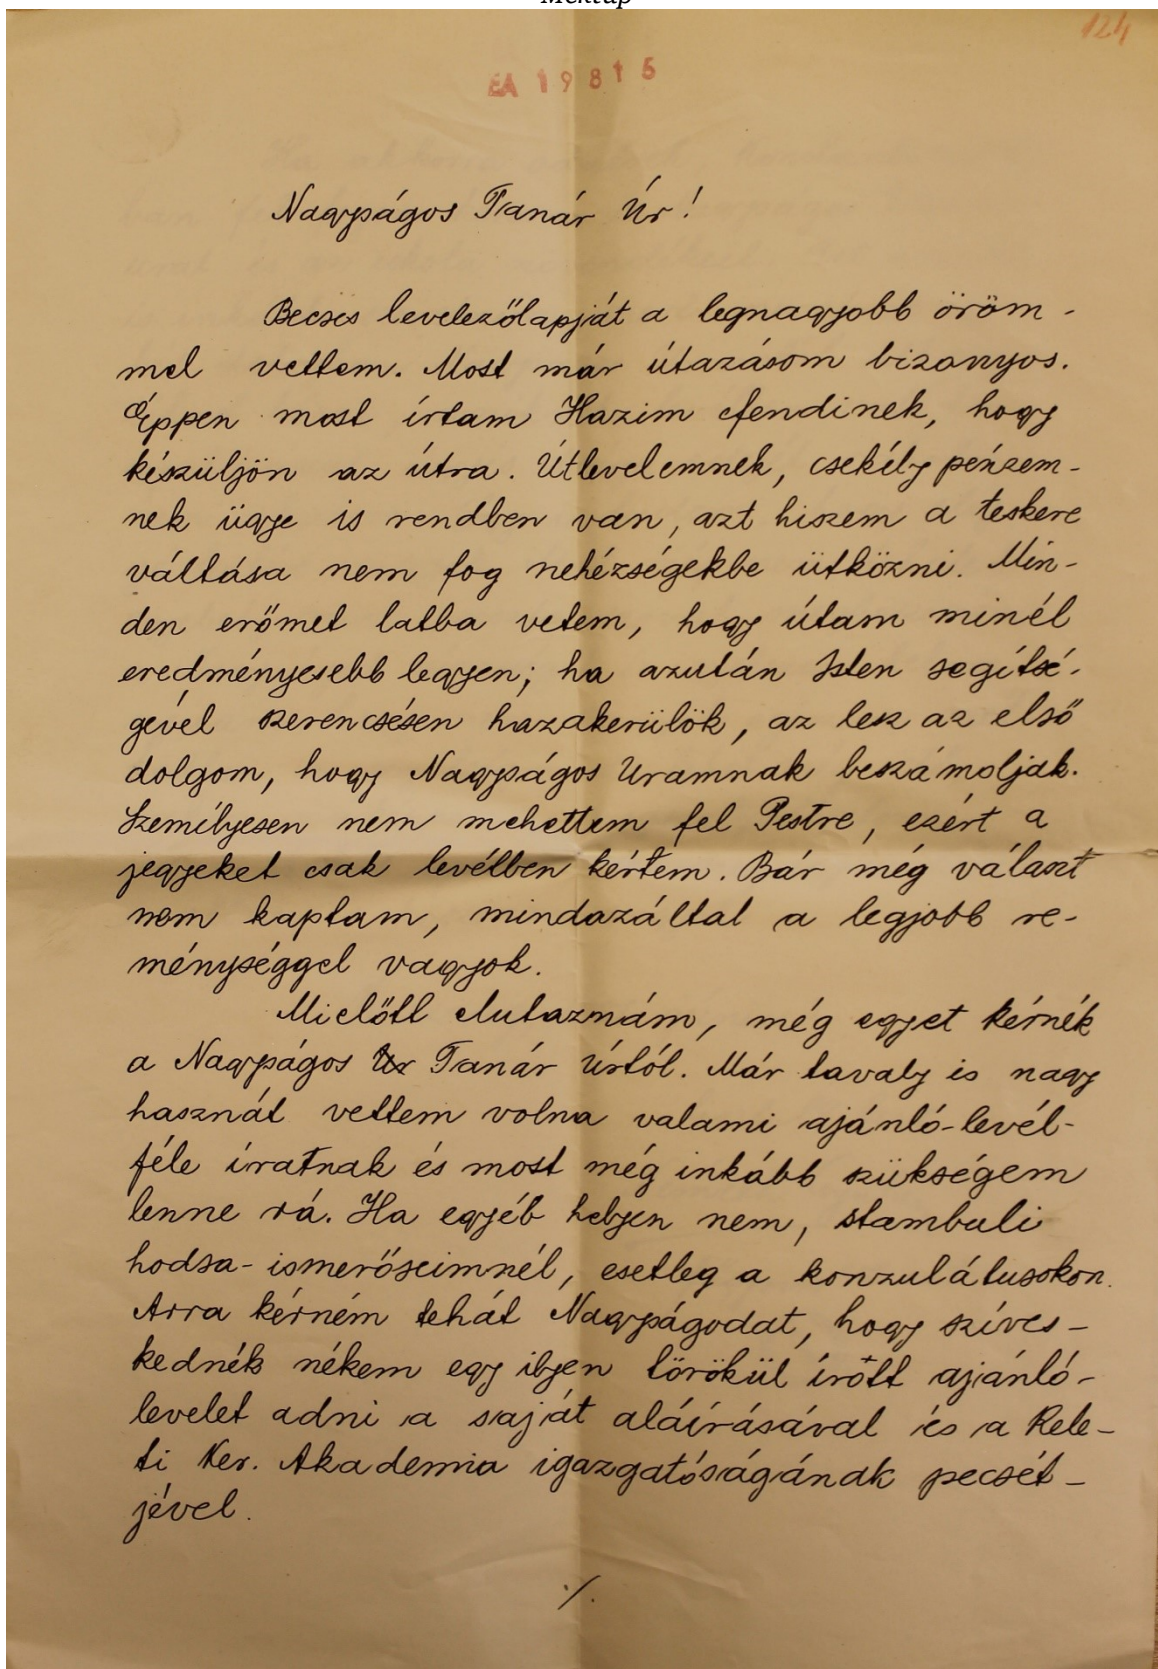 Mektup
124
EA 19815
Nagyságos Tanár Úr!
Becses levelezőlapját a legnagyobb öröm-
mel vettem. Most már útazásom bizonyos.
Éppen most írtam Hazim efendinek, hogy
készüljön az útra. Útlevelemnek, csekély pénzem-
nek ügye is rendben van, azt hiszem a teskere
váltása nem fog nehézségekbe ütközni. Min-
den erőmet latba vetem, hogy útam minél
eredményesebb legyen; ha azután Isten segítsé-
gével szerencsésen hazakerülök, az lesz az első
dolgom, hogy Nagyságos Uramnak beszámoljak.
Személyesen nem mehettem fel Pestre, ezért a
jegyeket csak levélben kértem. Bár még választ
nem kaptam, mindazáltal a legjobb re-
ménységgel vagyok.
Mielőtt elutaznám, még egyet kérnék
a Nagyságos Ur Tanár Úrtól. Már tavaly is nagy
hasznát vettem volna valami ajánló-levél-
féle íratnak és most még inkább szükségem
lenne rá. Ha egyéb helyen nem, stambuli
hodsa-ismerőseimnél, esetleg a konzulátusokon.
Arra kérném tehát Nagyságodat, hogy szíves-
kednék nékem egy ilyen törökül írott ajánló-
levelet adni a saját aláírásával és a Kele-
ti Ker. Akademia igazgatóságának pecsét-
jével.
./.